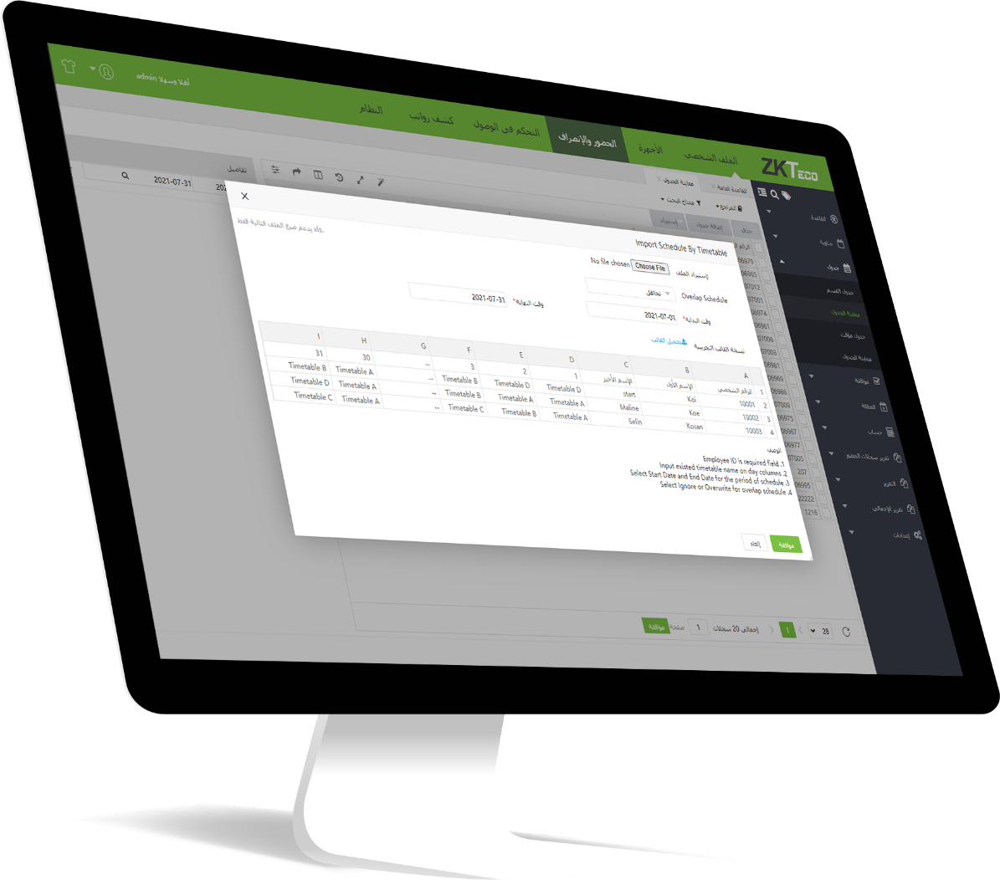 ZKTeco
الملف الشخصي
الأجهزة
الحضور والإنصراف
التحكم في الوصول
كشف رواتب
النظام
أهلا وسهلا admin
القاعدة العامة
معاينة الجدول
المراجع
مفتاح البحث
حذف
إضافة جدول
إستيراد
تفاصيل
2021-07-31
القاعدة
مناوبة
جدول
جدول القسم
معاينة الجدول
جدول مؤقت
معاينة الجدول
موافقة
العطلة
حساب
تقرير سجلات الحضور
التقرير
تقرير الإجمالي
إعدادات
Import Schedule By Timetable
إستيراد الملف Choose File No file chosen
.sلا يدعم صيغ الملف التالية فقط
Overlap Schedule تجاهل
وقت البداية* 2021-07-01
وقت النهاية* 2021-07-31
نسخة القالب التجريبية تحميل القالب
A B C D E F G H I
1 الرقم الشخصي الإسم الأول الإسم الأخير 1 2 3 ... 30 31
2 10001 Koi start Timetable D Timetable D Timetable B ... Timetable A Timetable B
3 10002 Koe Maline Timetable A Timetable A Timetable B ... Timetable A Timetable D
4 10003 Kosan Selin Timetable A Timetable B Timetable C ... Timetable A Timetable C
الوصف
1. Employee ID is required field.
2. Input existed timetable name on day columns
3. Select Start Date and End Date for the period of schedule
4. Select Ignore or Overwrite for overlap schedule
موافقة
إلغاء
06979
06965
07012
07001
06974
06961
07006
07003
06981
06969
06986
07009
06975
06967
06977
07005
207
06995
22222
1216
28
1
إجمالي 20 سجلات
1 صفحة
موافقة